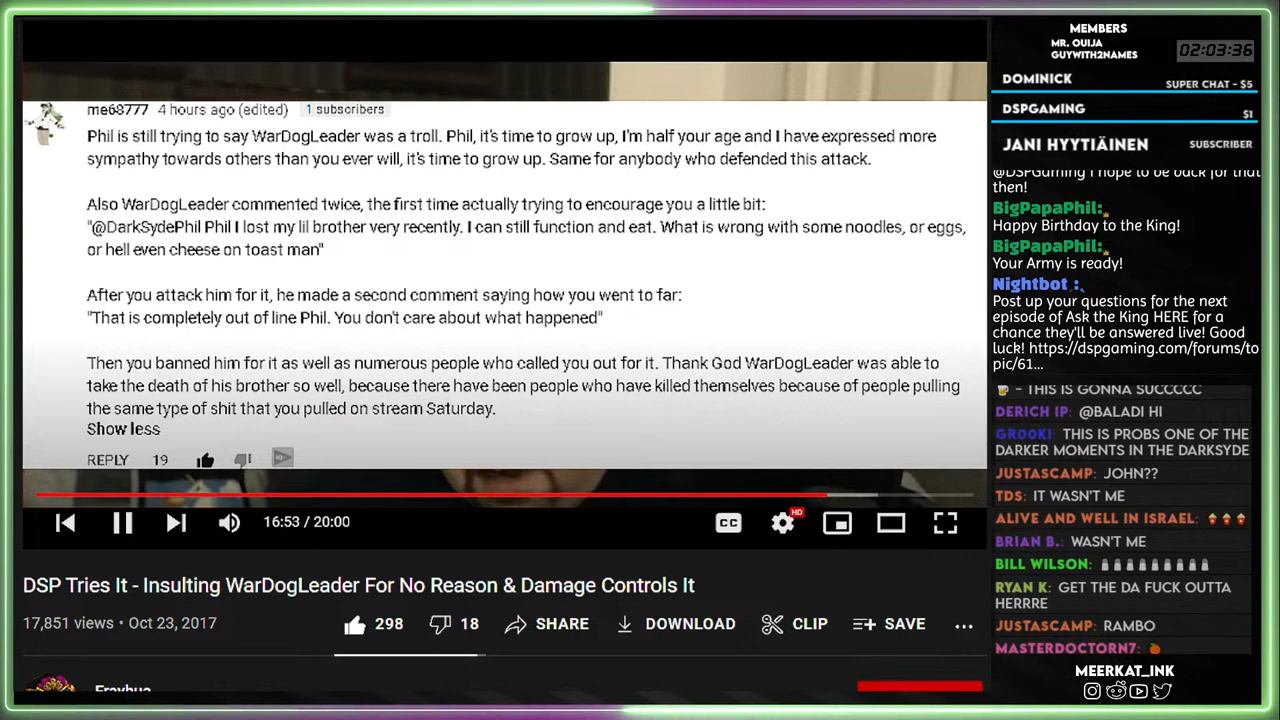 me68777 4 hours ago (edited) 1 subscribers
Phil is still trying to say WarDogLeader was a troll. Phil, it's time to grow up, I'm half your age and I have expressed more
sympathy towards others than you ever will, it's time to grow up. Same for anybody who defended this attack.
Also WarDogLeader commented twice, the first time actually trying to encourage you a little bit:
"@DarkSydePhil Phil I lost my lil brother very recently. I can still function and eat. What is wrong with some noodles, or eggs,
or hell even cheese on toast man"
After you attack him for it, he made a second comment saying how you went to far:
"That is completely out of line Phil. You don't care about what happened"
Then you banned him for it as well as numerous people who called you out for it. Thank God WarDogLeader was able to
take the death of his brother so well, because there have been people who have killed themselves because of people pulling
the same type of shit that you pulled on stream Saturday.
Show less
REPLY 19
16:53 / 20:00
CC
HD
DSP Tries It - Insulting WarDogLeader For No Reason & Damage Controls It
17,851 views • Oct 23, 2017
298 18 SHARE DOWNLOAD CLIP SAVE ...
MEMBERS
MR. OUIJA
GUYWITH2NAMES
02:03:36
DOMINICK SUPER CHAT - $5
DSPGAMING $1
JANI HYYTIÄINEN SUBSCRIBER
@DSPGaming I hope to be back for that
then!
BigPapaPhil:
Happy Birthday to the King!
BigPapaPhil:
Your Army is ready!
Nightbot :
Post up your questions for the next
episode of Ask the King HERE for a
chance they'll be answered live! Good
luck! https://dspgaming.com/forums/to
pic/61...
- THIS IS GONNA SUCCCCC
DERICH IP: @BALADI HI
GROOKI: THIS IS PROBS ONE OF THE
DARKER MOMENTS IN THE DARKSYDE
JUSTASCAMP: JOHN??
TDS: IT WASN'T ME
ALIVE AND WELL IN ISRAEL:
BRIAN B.: WASN'T ME
BILL WILSON:
RYAN K: GET THE DA FUCK OUTTA
HERRRE
JUSTASCAMP: RAMBO
MASTERDOCTORN7:
MEERKAT_INK